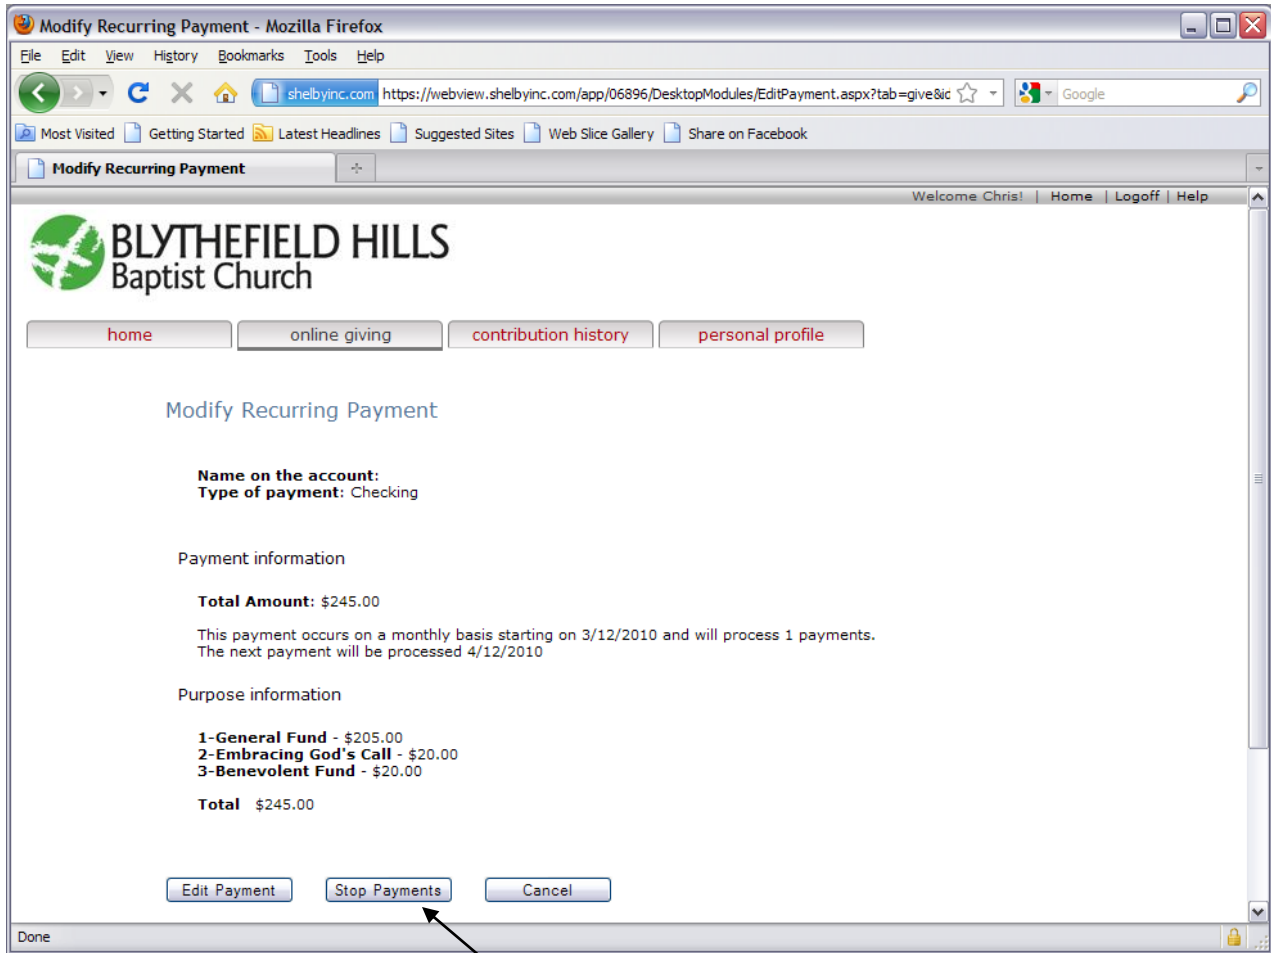 Modify Recurring Payment - Mozilla Firefox
File Edit View History Bookmarks Tools Help
shelbyinc.com https://webview.shelbyinc.com/app/06896/DesktopModules/EditPayment.aspx?tab=give&ic Google
Most Visited Getting Started Latest Headlines Suggested Sites Web Slice Gallery Share on Facebook
Modify Recurring Payment
Welcome Chris! | Home | Logoff | Help
BLYTHEFIELD HILLS
Baptist Church
home online giving contribution history personal profile
Modify Recurring Payment
Name on the account:
Type of payment: Checking
Payment information
Total Amount: $245.00
This payment occurs on a monthly basis starting on 3/12/2010 and will process 1 payments.
The next payment will be processed 4/12/2010
Purpose information
1-General Fund - $205.00
2-Embracing God's Call - $20.00
3-Benevolent Fund - $20.00
Total $245.00
Edit Payment Stop Payments Cancel
Done